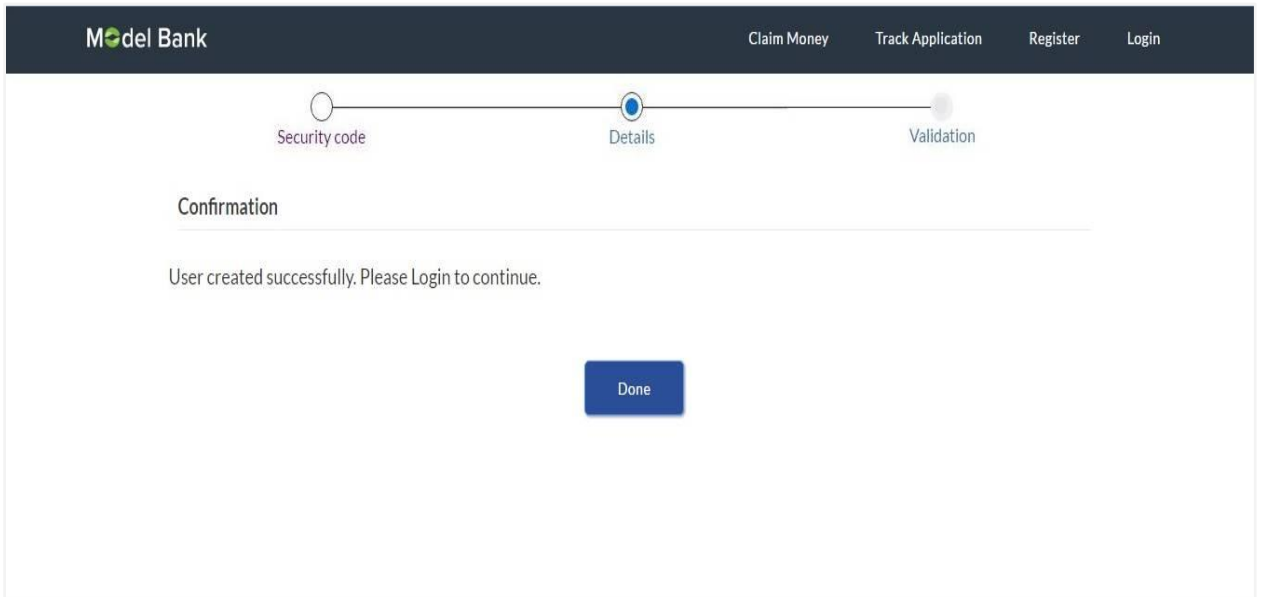 Model Bank
Claim Money Track Application Register Login
Security code Details Validation
Confirmation
User created successfully. Please Login to continue.
Done